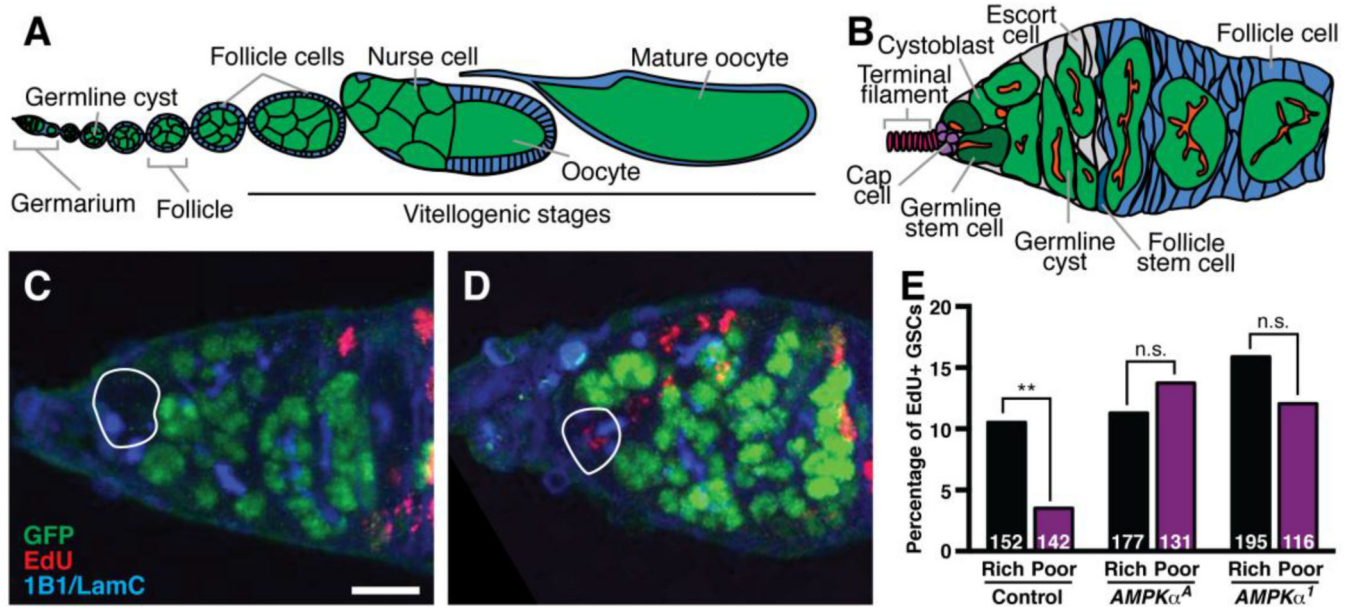 A
Follicle cells
Nurse cell
Mature oocyte
Germline cyst
Oocyte
Germarium
Follicle
Vitellogenic stages
B
Escort
cell
Cystoblast
Follicle cell
Terminal
filament
Cap
cell
Germline
stem cell
Germline
cyst
Follicle
stem cell
C
GFP
EdU
1B1/LamC
D
E
Percentage of EdU+ GSCs
20
15
10
5
0
**
n.s.
n.s.
152 142 177 131 195 116
Rich Poor Rich Poor Rich Poor
Control AMPKα^A AMPKα^1